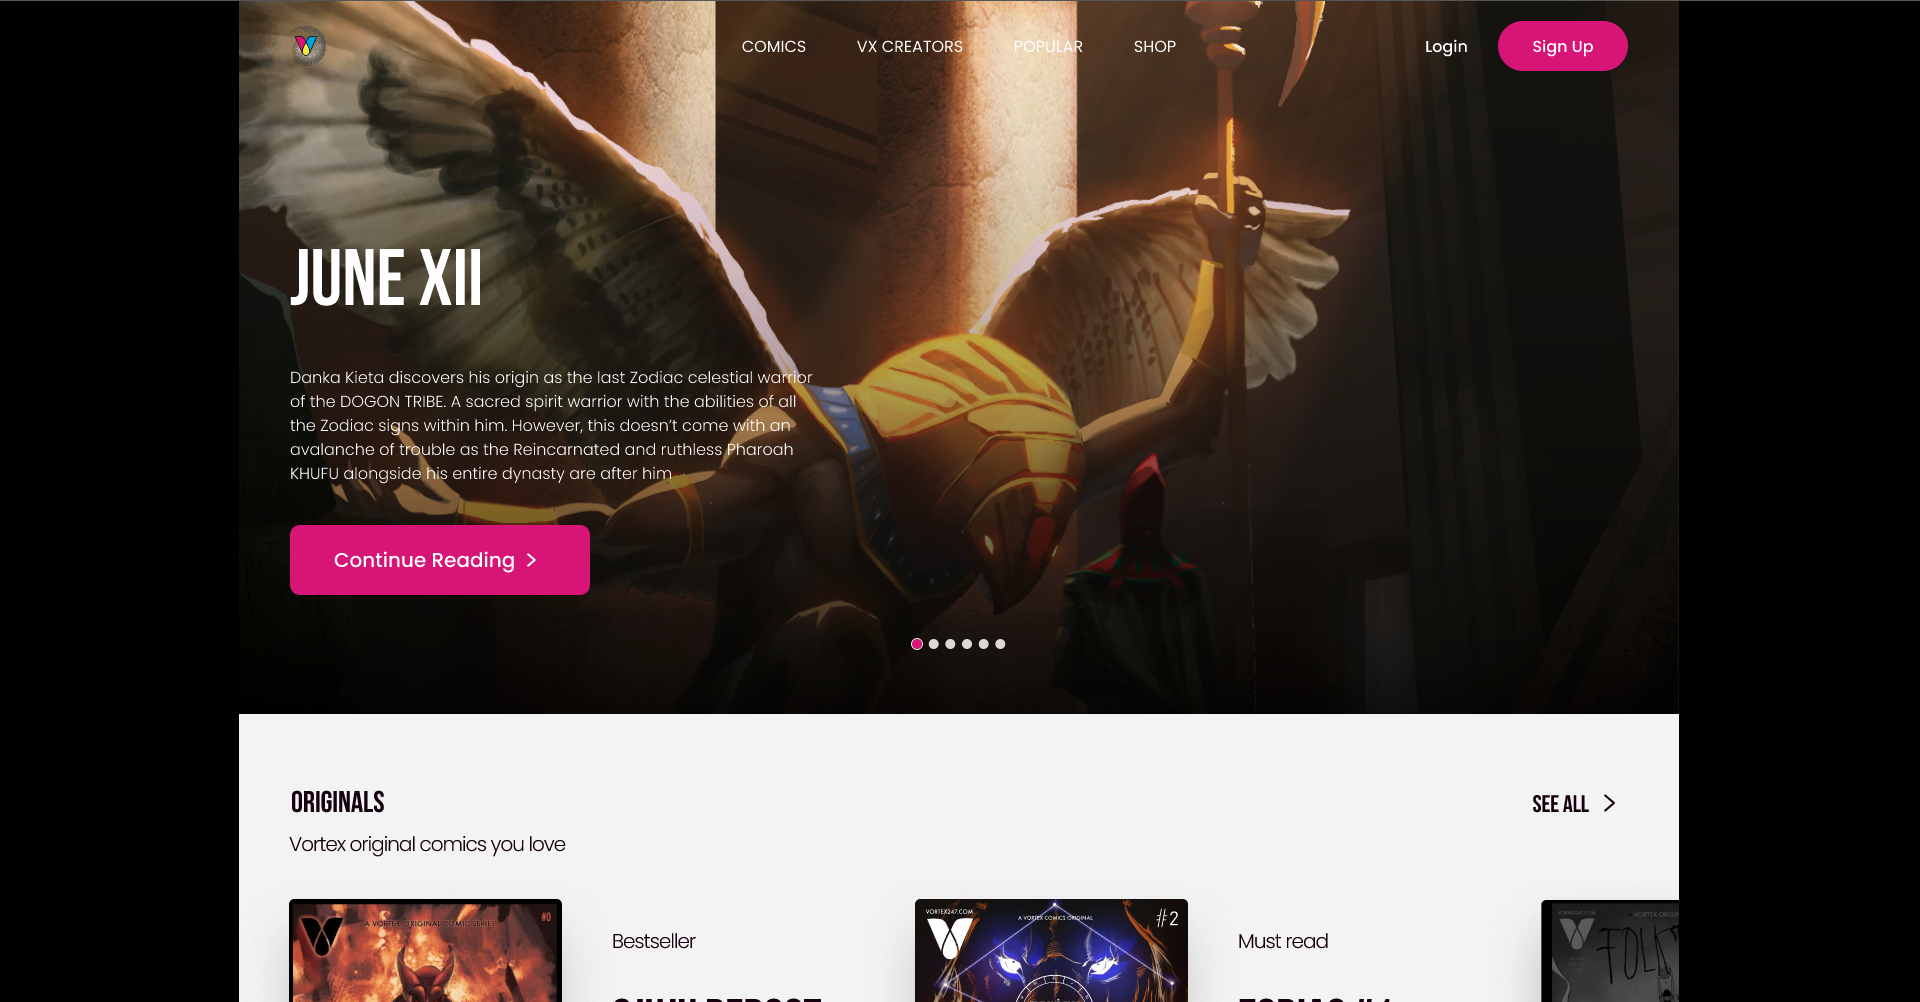 COMICS
VX CREATORS
POPULAR
SHOP
Login
Sign Up
JUNE XII
Danka Kieta discovers his origin as the last Zodiac celestial warrior
of the DOGON TRIBE. A sacred spirit warrior with the abilities of all
the Zodiac signs within him. However, this doesn’t come with an
avalanche of trouble as the Reincarnated and ruthless Pharoah
KHUFU alongside his entire dynasty are after him
Continue Reading
ORIGINALS
SEE ALL
Vortex original comics you love
A VORTEX ORIGINAL COMIC SERIES
#0
Bestseller
VORTEX247.COM
A VORTEX COMICS ORIGINAL
#2
Must read
VORTEX247.COM
A VORTEX